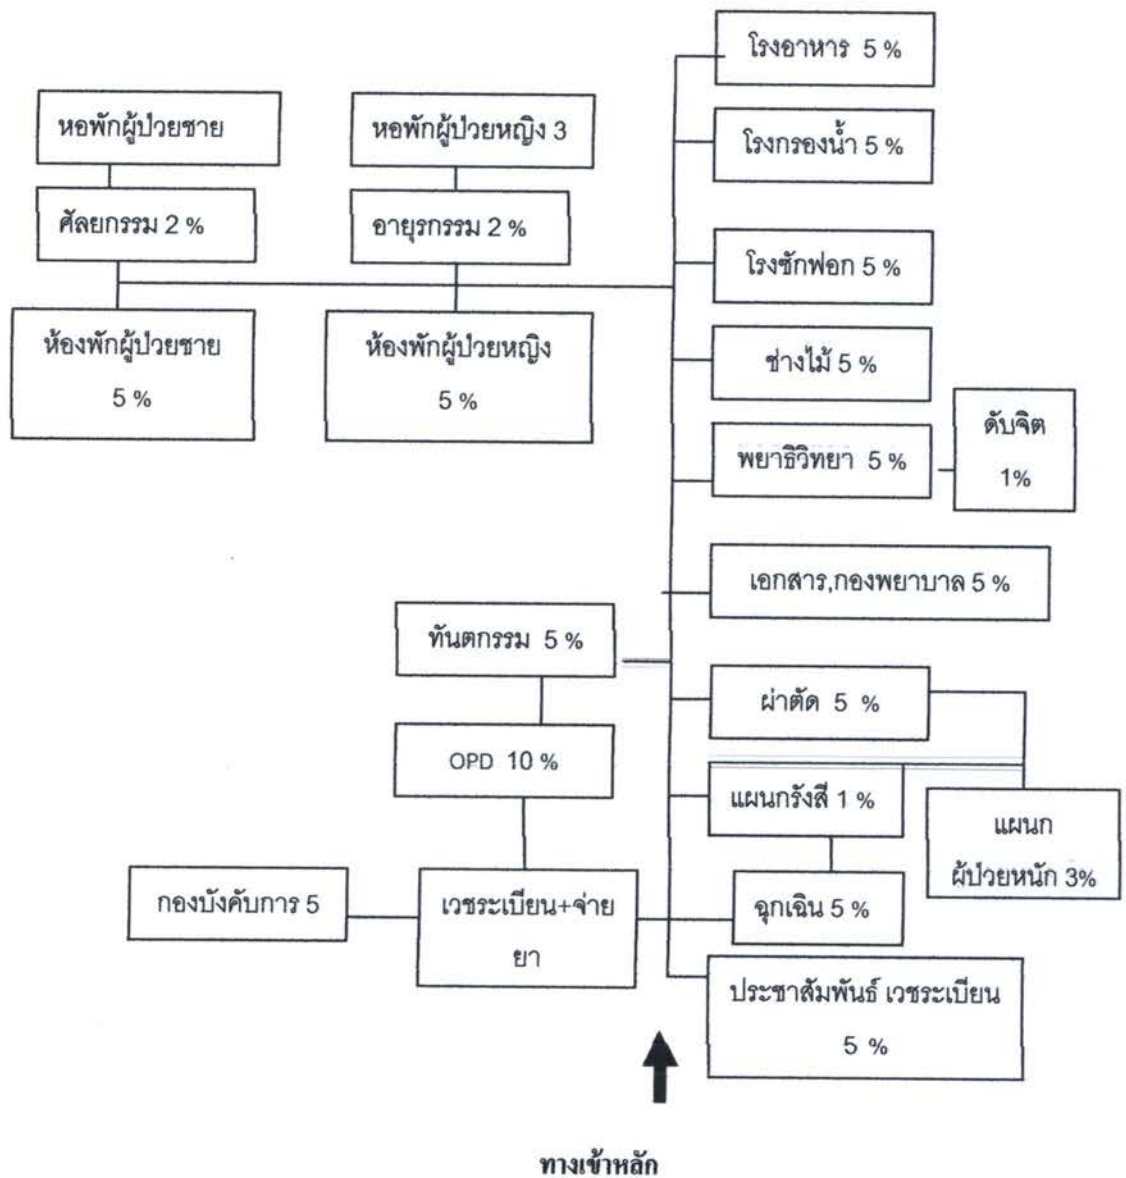 โรงอาหาร 5 %
หอพักผู้ป่วยชาย
หอพักผู้ป่วยหญิง 3
โรงกรองน้ำ 5 %
ศัลยกรรม 2 %
อายุรกรรม 2 %
โรงซักฟอก 5 %
ห้องพักผู้ป่วยชาย
5 %
ห้องพักผู้ป่วยหญิง
5 %
ช่างไม้ 5 %
พยาธิวิทยา 5 %
ดับจิต
1%
เอกสาร,กองพยาบาล 5 %
ทันตกรรม 5 %
ผ่าตัด 5 %
OPD 10 %
แผนกรังสี 1 %
แผนก
ผู้ป่วยหนัก 3%
กองบังคับการ 5
เวชระเบียน+จ่าย
ยา
ฉุกเฉิน 5 %
ประชาสัมพันธ์ เวชระเบียน
5 %
ทางเข้าหลัก